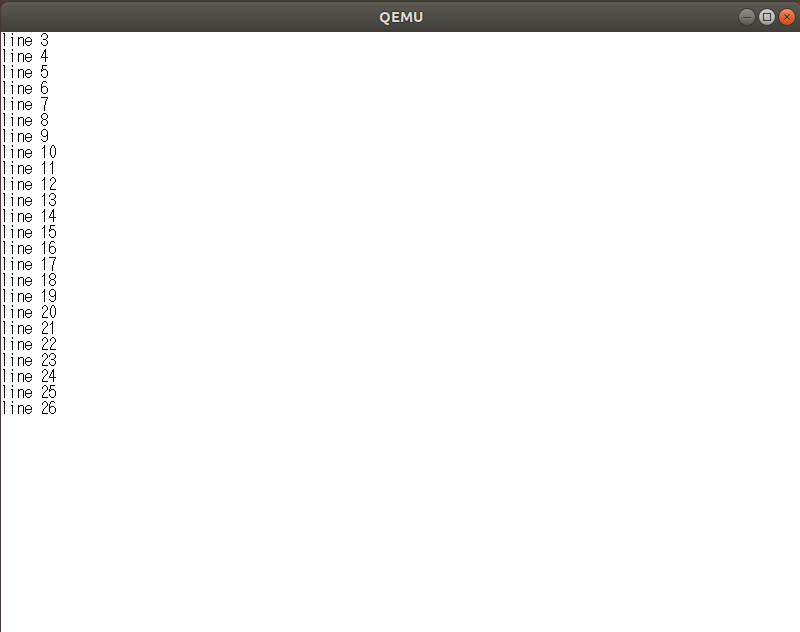 QEMU
line 3
line 4
line 5
line 6
line 7
line 8
line 9
line 10
line 11
line 12
line 13
line 14
line 15
line 16
line 17
line 18
line 19
line 20
line 21
line 22
line 23
line 24
line 25
line 26